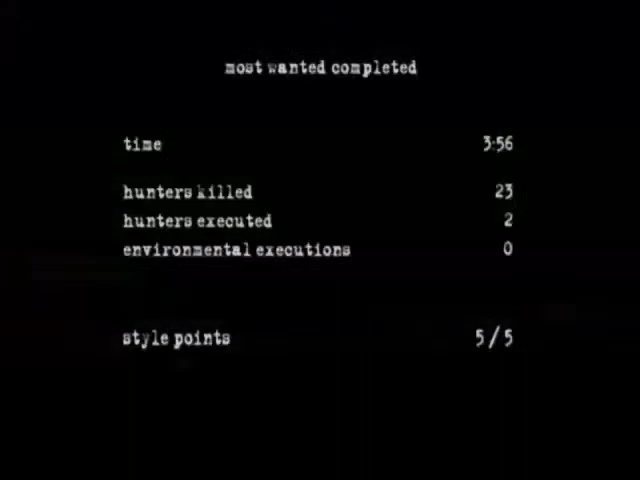 most wanted completed
time 3:56
hunters killed 23
hunters executed 2
environmental executions 0
style points 5/5